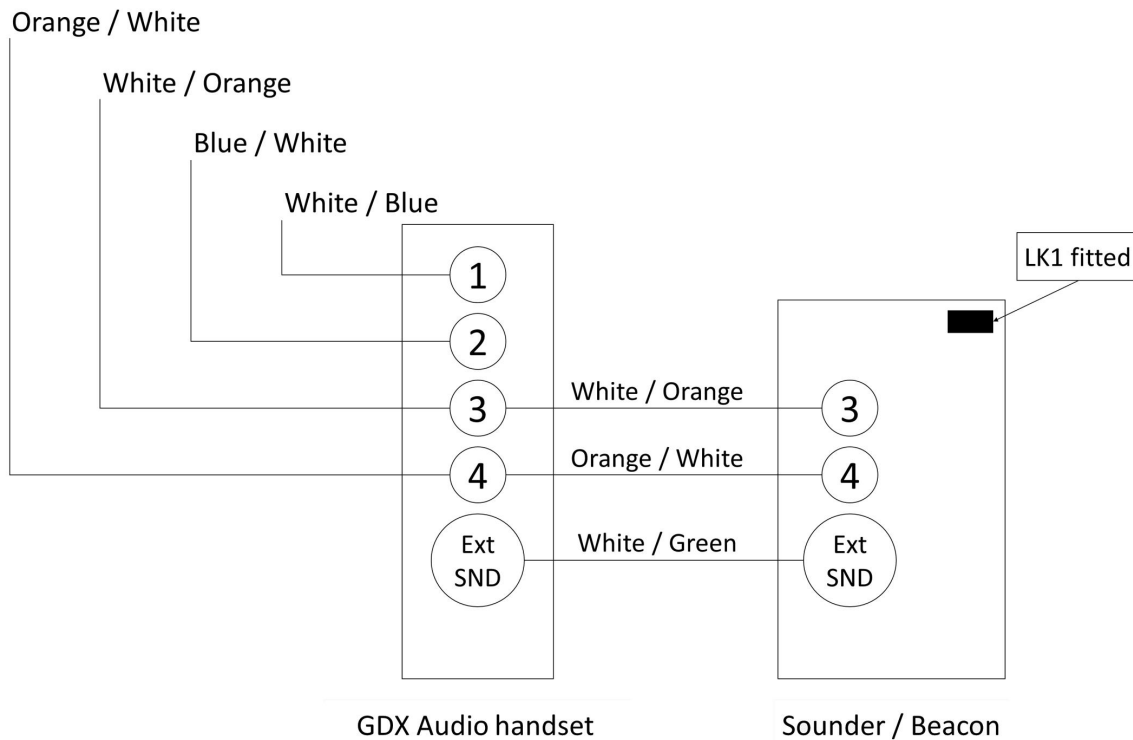 Orange / White
White / Orange
Blue / White
White / Blue
LK1 fitted
1
2
3
White / Orange
3
4
Orange / White
4
Ext
SND
White / Green
Ext
SND
GDX Audio handset
Sounder / Beacon